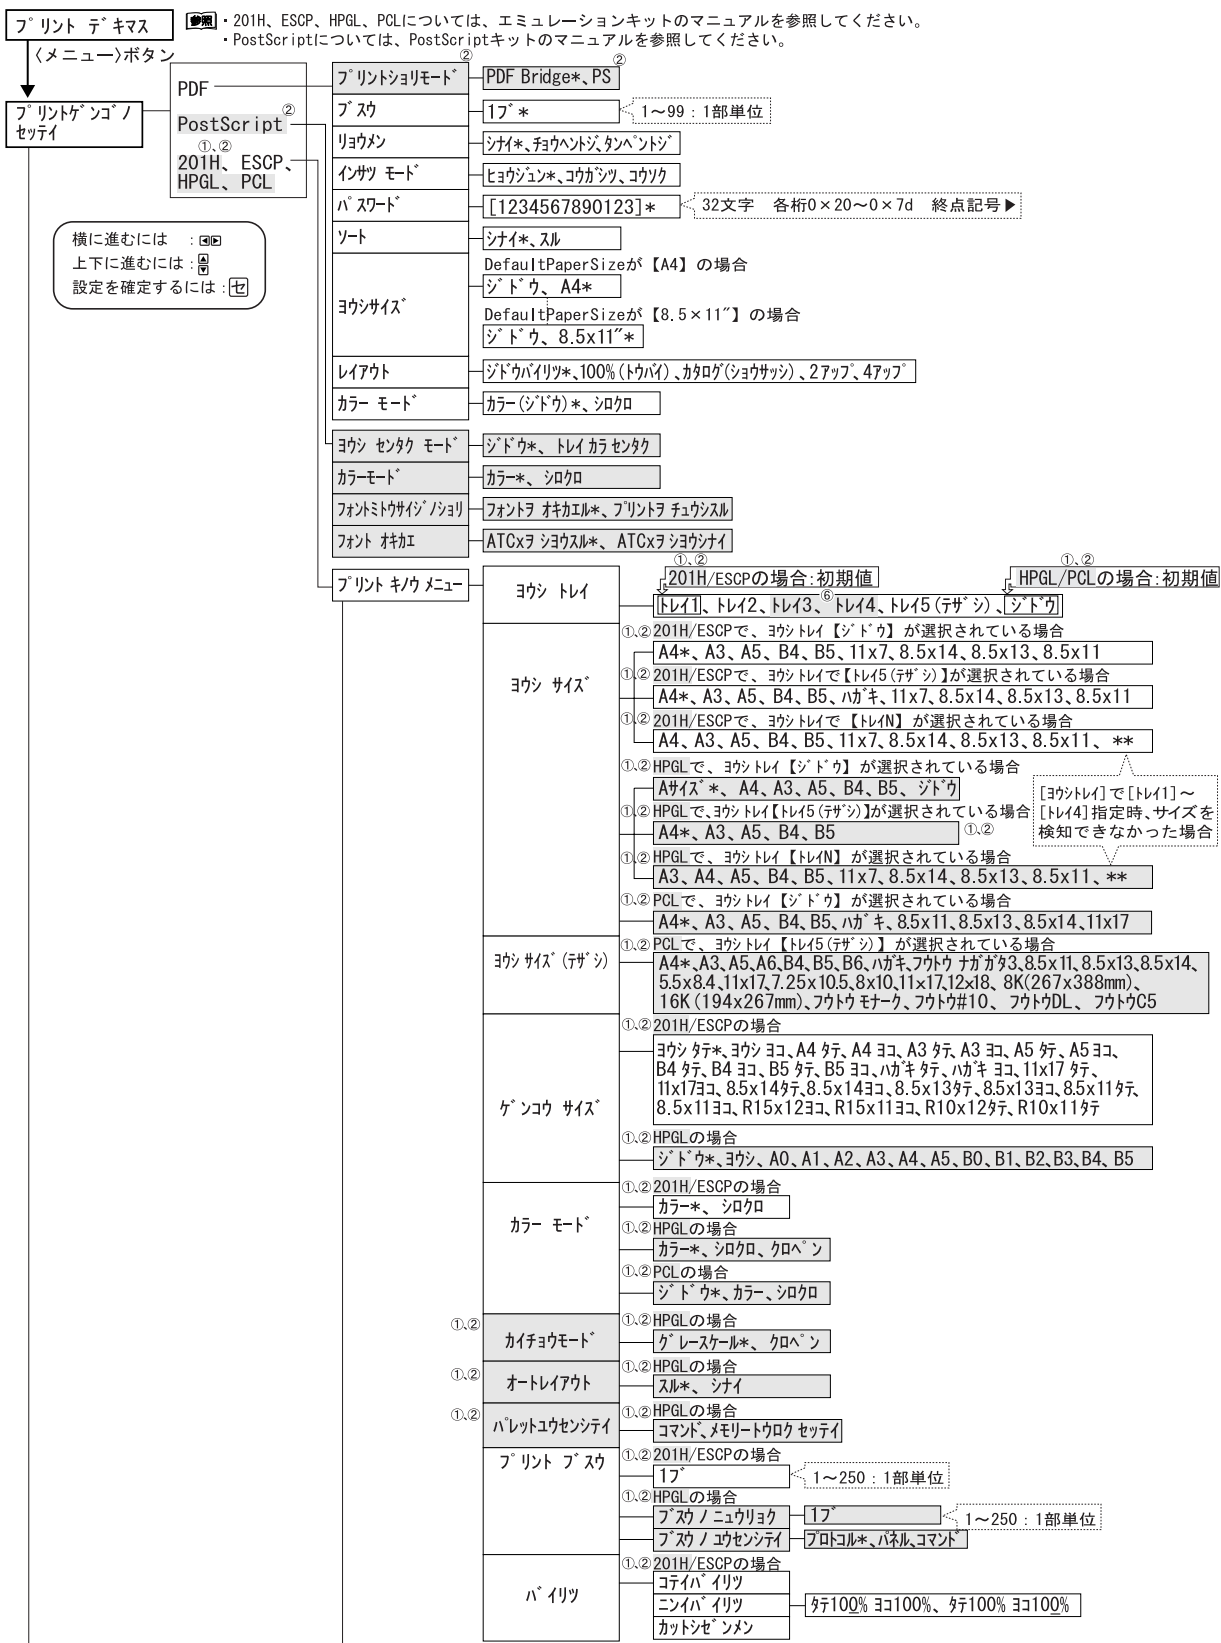 プリント デキマス
参照 ・201H、ESCP、HPGL、PCLについては、エミュレーションキットのマニュアルを参照してください。
・PostScriptについては、PostScriptキットのマニュアルを参照してください。
〈メニュー〉ボタン
プリントゲンゴノ
セッテイ
PDF
PostScript ②
①、②
201H、ESCP、
HPGL、PCL
横に進むには :◀▶
上下に進むには:▲▼
設定を確定するには:セ
プリントショリモード ② PDF Bridge*、PS ②
ブスウ 1ブ* 1～99:1部単位
リョウメン シナイ*、チョウヘントジ、タンペントジ
インサツ モード ヒョウジュン*、コウガシツ、コウソク
パスワード [1234567890123]* 32文字 各桁0×20～0×7d 終点記号▶
ソート シナイ*、スル
ヨウシサイズ
DefaultPaperSizeが【A4】の場合
ジドウ、A4*
DefaultPaperSizeが【8.5×11″】の場合
ジドウ、8.5x11″*
レイアウト ジドウバイリツ*、100%(トウバイ)、カタログ(ショウサッシ)、2アップ、4アップ
カラー モード カラー(ジドウ)*、シロクロ
ヨウシ センタク モード ジドウ*、トレイカラ センタク
カラーモード カラー*、シロクロ
フォントミトウサイジノショリ フォントヲ オキカエル*、プリントヲ チュウシスル
フォント オキカエ ATCxヲ シヨウスル*、ATCxヲ シヨウシナイ
プリント キノウ メニュー
ヨウシ トレイ
①、② 201H/ESCPの場合:初期値 ①、② HPGL/PCLの場合:初期値
トレイ1、トレイ2、トレイ3、⑥トレイ4、トレイ5(テザシ)、ジドウ
ヨウシ サイズ
①、② 201H/ESCPで、ヨウシトレイ【ジドウ】が選択されている場合
A4*、A3、A5、B4、B5、11x7、8.5x14、8.5x13、8.5x11
①、② 201H/ESCPで、ヨウシトレイで【トレイ5(テザシ)】が選択されている場合
A4*、A3、A5、B4、B5、ハガキ、11x7、8.5x14、8.5x13、8.5x11
①、② 201H/ESCPで、ヨウシトレイで【トレイN】が選択されている場合
A4、A3、A5、B4、B5、11x7、8.5x14、8.5x13、8.5x11、**
①、② HPGLで、ヨウシトレイ【ジドウ】が選択されている場合
Aサイズ*、A4、A3、A5、B4、B5、ジドウ
①、② HPGLで、ヨウシトレイ【トレイ5(テザシ)】が選択されている場合
A4*、A3、A5、B4、B5 ①、②
[ヨウシトレイ]で[トレイ1]～
[トレイ4]指定時、サイズを
検知できなかった場合
①、② HPGLで、ヨウシトレイ【トレイN】が選択されている場合
A3、A4、A5、B4、B5、11x7、8.5x14、8.5x13、8.5x11、**
①、② PCLで、ヨウシトレイ【ジドウ】が選択されている場合
A4*、A3、A5、B4、B5、ハガキ、8.5x11、8.5x13、8.5x14、11x17
ヨウシ サイズ(テザシ)
①、② PCLで、ヨウシトレイ【トレイ5(テザシ)】が選択されている場合
A4*、A3、A5、A6、B4、B5、B6、ハガキ、フウトウ ナガガタ3、8.5x11、8.5x13、8.5x14、
5.5x8.4、11x17、7.25x10.5、8x10、11×17、12×18、8K(267x388mm)、
16K(194x267mm)、フウトウ モナーク、フウトウ#10、フウトウDL、フウトウC5
ゲンコウ サイズ
①、② 201H/ESCPの場合
ヨウシ タテ*、ヨウシ ヨコ、A4 タテ、A4 ヨコ、A3 タテ、A3 ヨコ、A5 タテ、A5 ヨコ、
B4 タテ、B4 ヨコ、B5 タテ、B5 ヨコ、ハガキ タテ、ハガキ ヨコ、11x17 タテ、
11x17ヨコ、8.5x14タテ、8.5x14ヨコ、8.5x13タテ、8.5x13ヨコ、8.5x11タテ、
8.5x11ヨコ、R15x12ヨコ、R15x11ヨコ、R10x12タテ、R10x11タテ
①、② HPGLの場合
ジドウ*、ヨウシ、A0、A1、A2、A3、A4、A5、B0、B1、B2、B3、B4、B5
カラー モード
①、② 201H/ESCPの場合
カラー*、シロクロ
①、② HPGLの場合
カラー*、シロクロ、クロペン
①、② PCLの場合
ジドウ*、カラー、シロクロ
①、② カイチョウモード
①、② HPGLの場合
グレースケール*、クロペン
①、② オートレイアウト
①、② HPGLの場合
スル*、シナイ
①、② パレットユウセンシテイ
①、② HPGLの場合
コマンド、メモリートウロク セッテイ
プリント ブスウ
①、② 201H/ESCPの場合
1ブ 1～250:1部単位
①、② HPGLの場合
ブスウ ノ ニュウリョク 1ブ 1～250:1部単位
ブスウ ノ ユウセンシテイ プロトコル*、パネル、コマンド
バイリツ
①、② 201H/ESCPの場合
コテイバイリツ
ニンイバイリツ タテ100% ヨコ100%、タテ100% ヨコ100%
カットシゼンメン